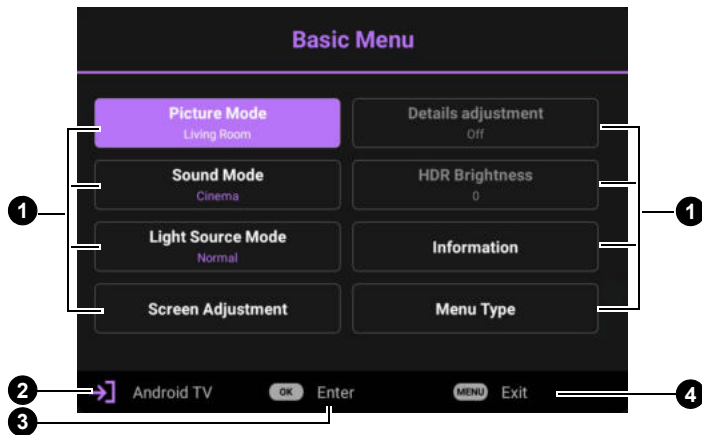 Basic Menu
Picture Mode
Living Room
Details adjustment
Off
Sound Mode
Cinema
HDR Brightness
0
1
1
Light Source Mode
Normal
Information
Screen Adjustment
Menu Type
2
Android TV
OK Enter
MENU Exit
4
3